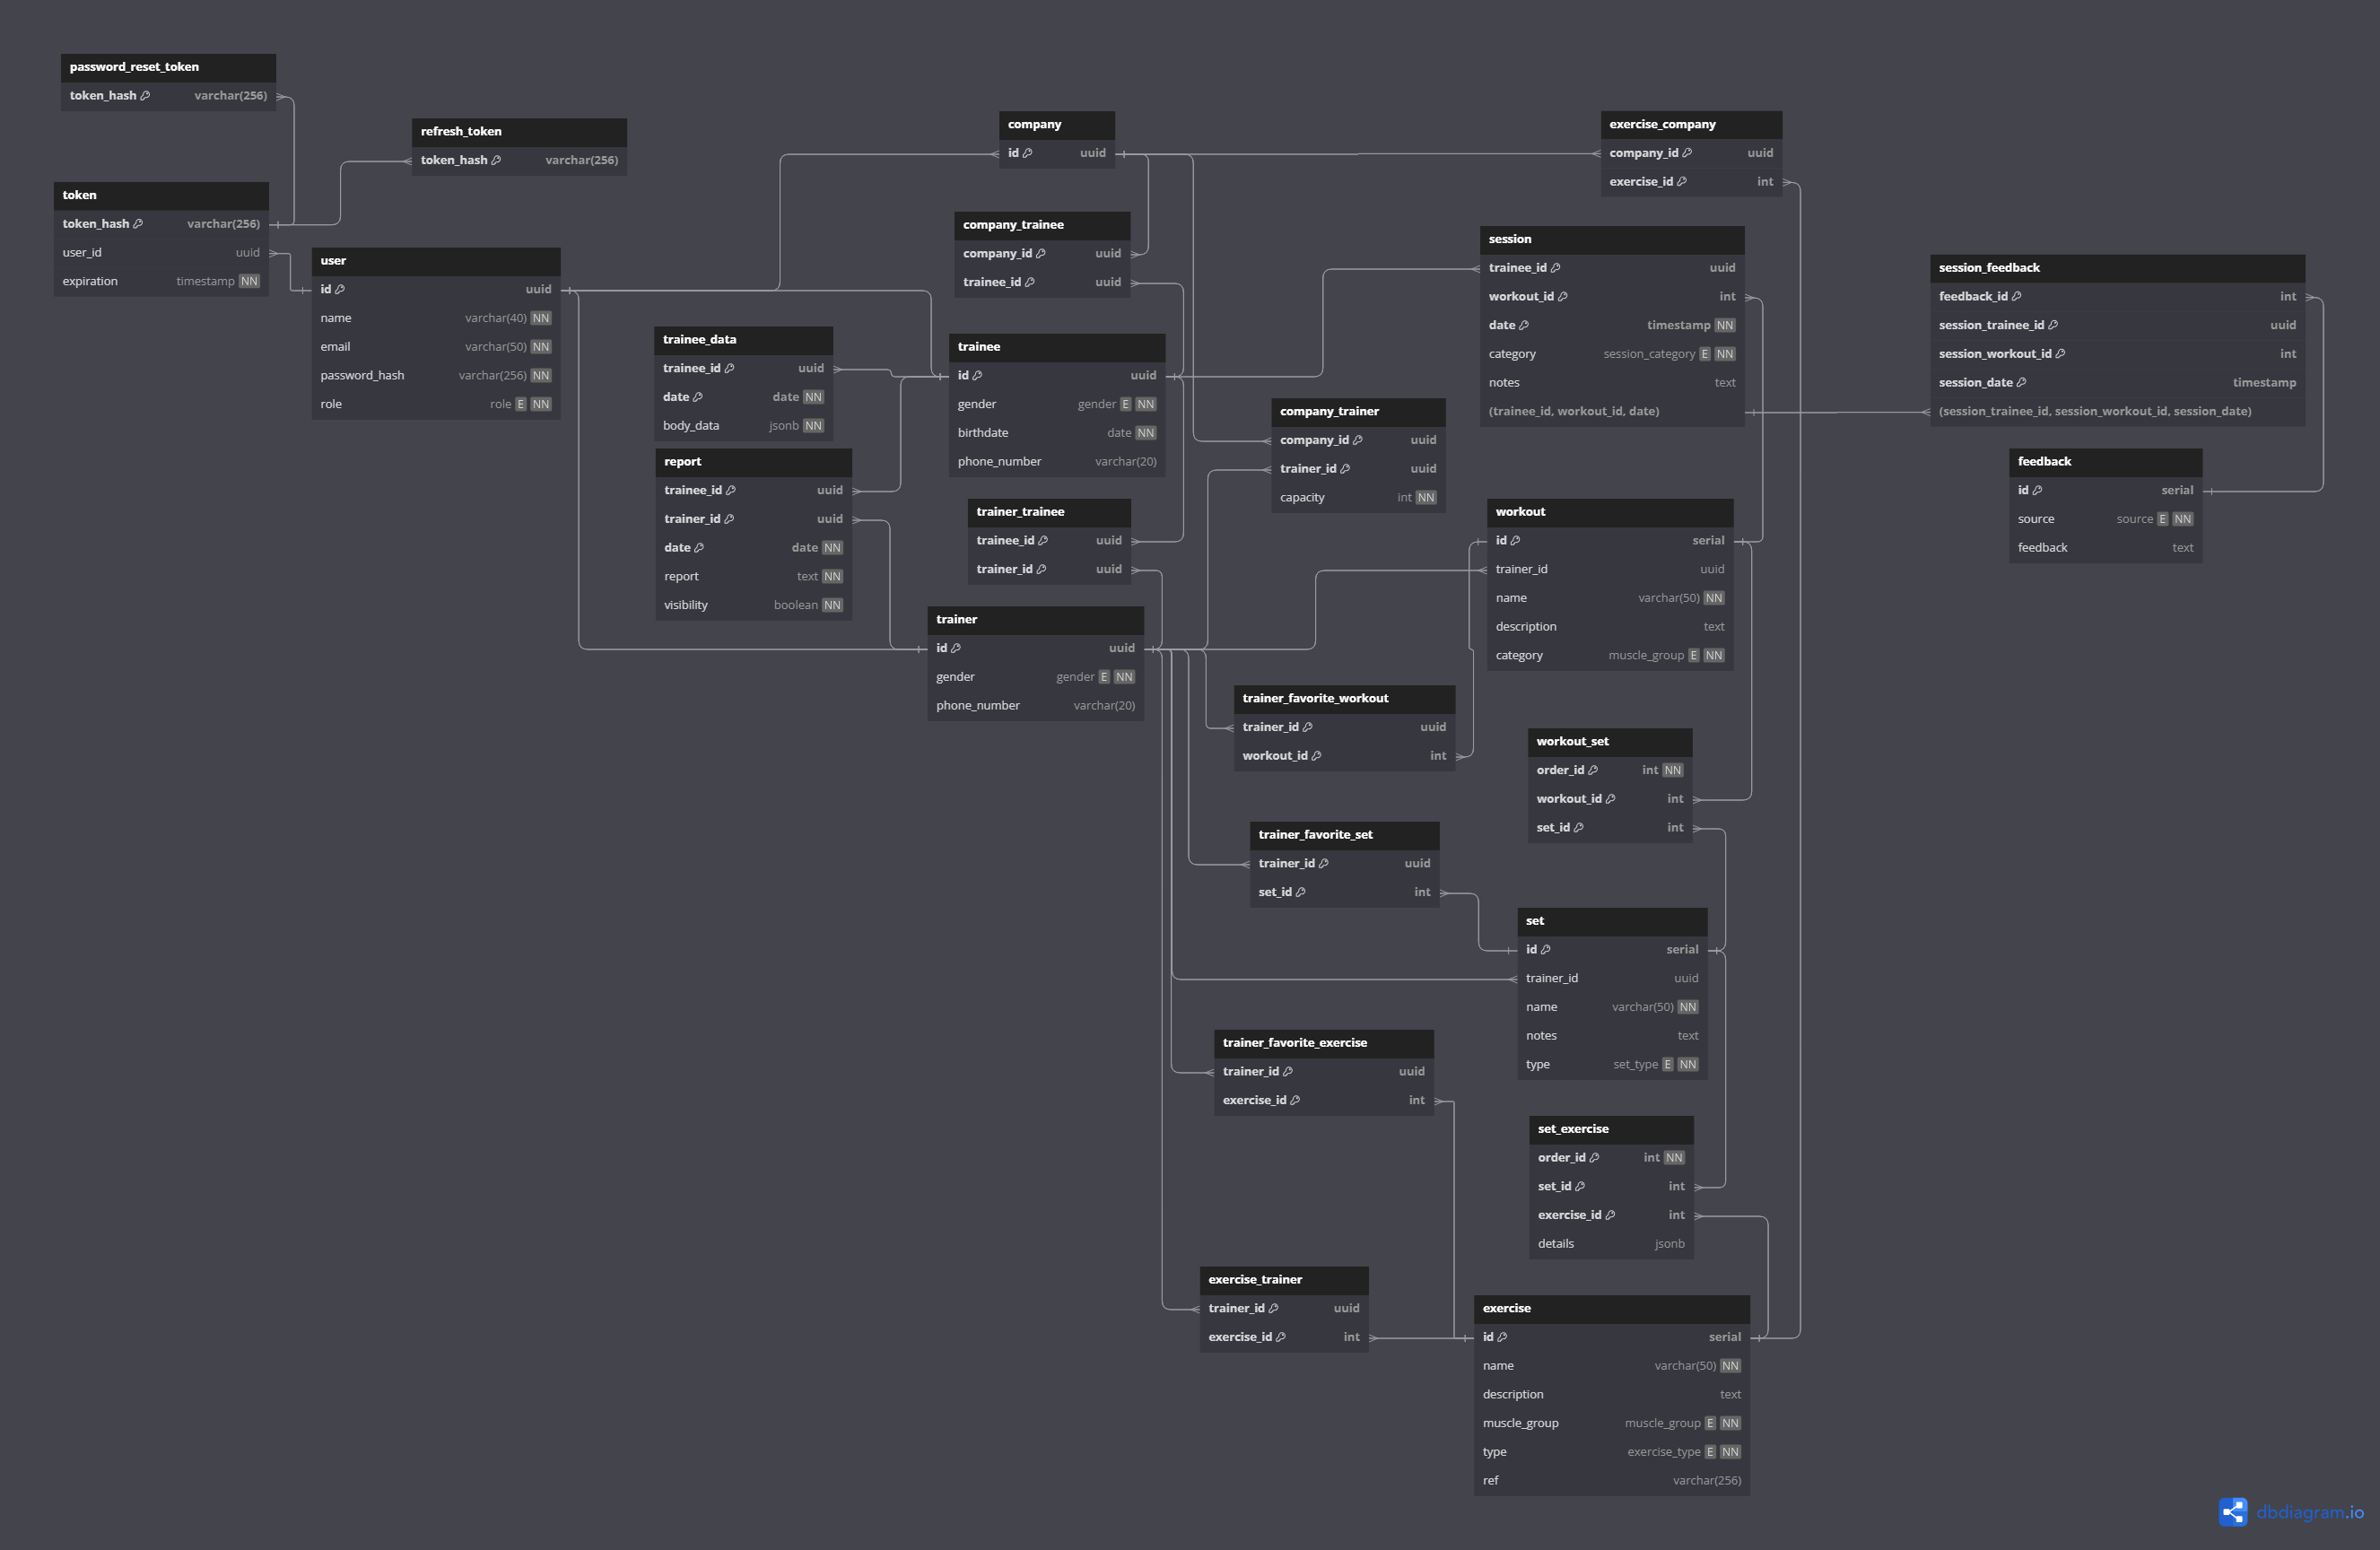 password_reset_token
token_hash varchar(256)
refresh_token
token_hash varchar(256)
token
token_hash varchar(256)
user_id uuid
expiration timestamp NN
user
id uuid
name varchar(40) NN
email varchar(50) NN
password_hash varchar(256) NN
role role E NN
company
id uuid
company_trainee
company_id uuid
trainee_id uuid
trainee_data
trainee_id uuid
date date NN
body_data jsonb NN
report
trainee_id uuid
trainer_id uuid
date date NN
report text NN
visibility boolean NN
trainee
id uuid
gender gender E NN
birthdate date NN
phone_number varchar(20)
trainer_trainee
trainee_id uuid
trainer_id uuid
trainer
id uuid
gender gender E NN
phone_number varchar(20)
company_trainer
company_id uuid
trainer_id uuid
capacity int NN
exercise_company
company_id uuid
exercise_id int
session
trainee_id uuid
workout_id int
date timestamp NN
category session_category E NN
notes text
(trainee_id, workout_id, date)
session_feedback
feedback_id int
session_trainee_id uuid
session_workout_id int
session_date timestamp
(session_trainee_id, session_workout_id, session_date)
feedback
id serial
source source E NN
feedback text
workout
id serial
trainer_id uuid
name varchar(50) NN
description text
category muscle_group E NN
trainer_favorite_workout
trainer_id uuid
workout_id int
workout_set
order_id int NN
workout_id int
set_id int
trainer_favorite_set
trainer_id uuid
set_id int
set
id serial
trainer_id uuid
name varchar(50) NN
notes text
type set_type E NN
trainer_favorite_exercise
trainer_id uuid
exercise_id int
set_exercise
order_id int NN
set_id int
exercise_id int
details jsonb
exercise_trainer
trainer_id uuid
exercise_id int
exercise
id serial
name varchar(50) NN
description text
muscle_group muscle_group E NN
type exercise_type E NN
ref varchar(256)
dbdiagram.io